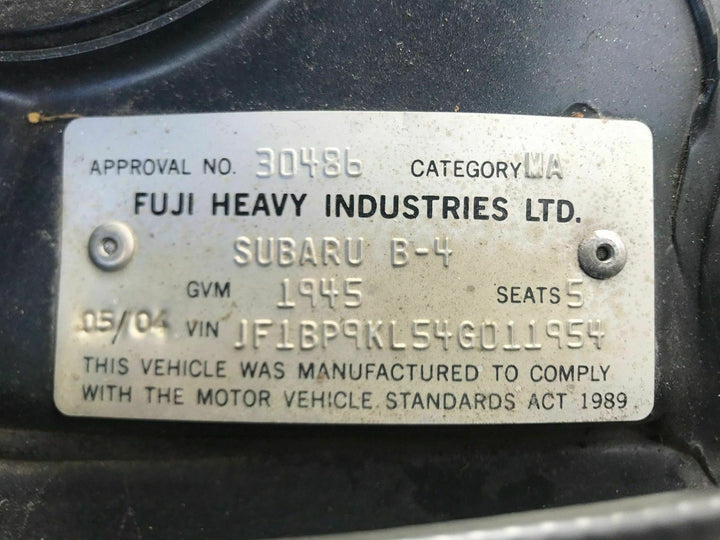 APPROVAL NO. 30486 CATEGORY MA
FUJI HEAVY INDUSTRIES LTD.
SUBARU B-4
GVM 1945 SEATS 5
05/04 VIN JF1BP9KL54G011954
THIS VEHICLE WAS MANUFACTURED TO COMPLY
WITH THE MOTOR VEHICLE STANDARDS ACT 1989